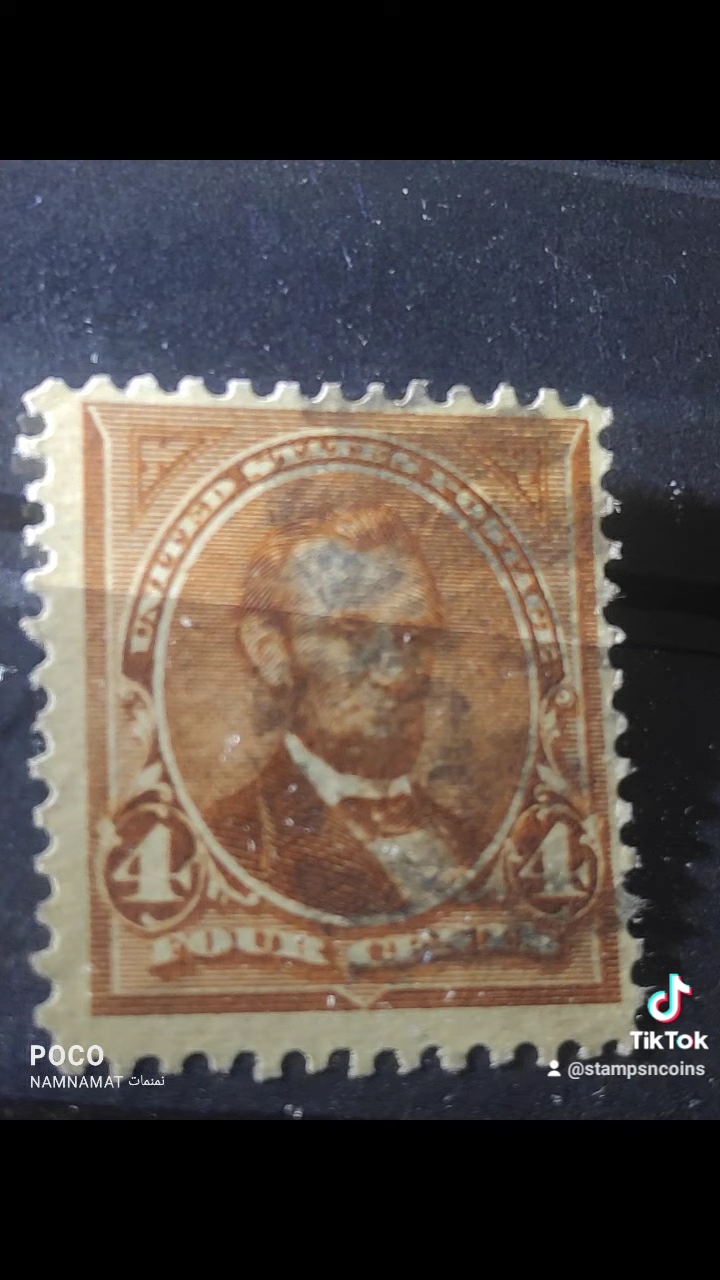 UNITED STATES POSTAGE
4 4
FOUR CENTS
POCO
NAMNAMAT نمنمات
TikTok
@stampsncoins